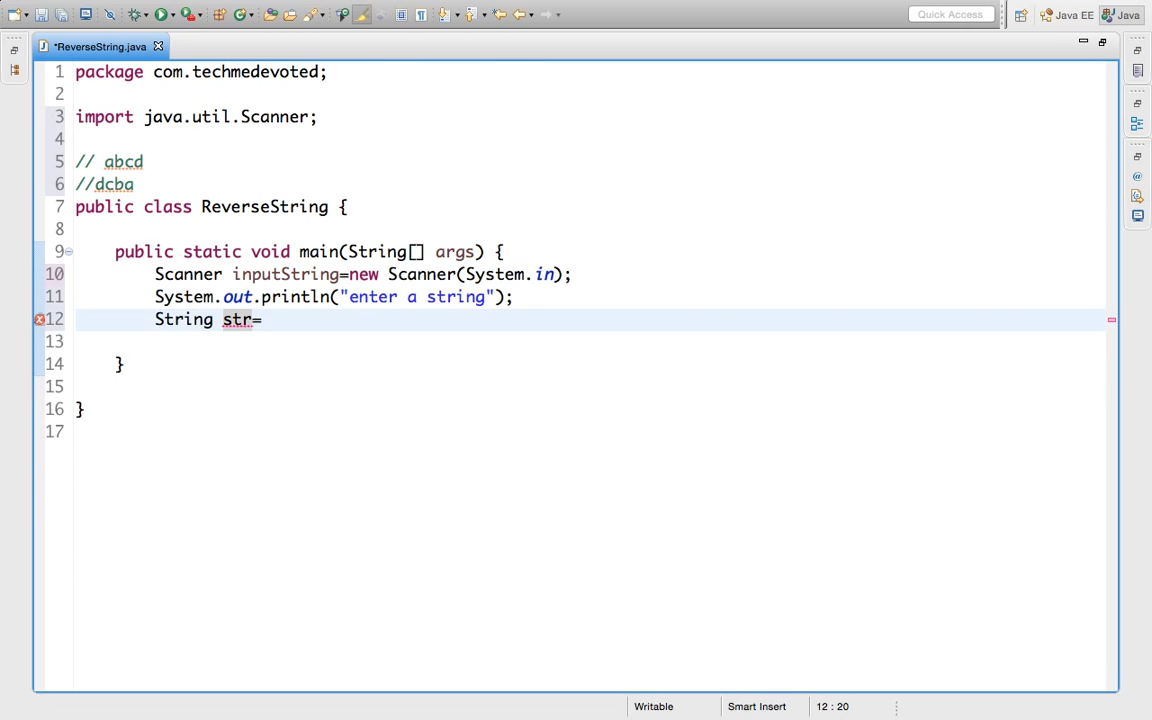 Quick Access
Java EE
Java
*ReverseString.java
1 package com.techmedevoted;
2
3 import java.util.Scanner;
4
5 // abcd
6 //dcba
7 public class ReverseString {
8
9 public static void main(String[] args) {
10 Scanner inputString=new Scanner(System.in);
11 System.out.println("enter a string");
12 String str=
13
14 }
15
16 }
17
Writable
Smart Insert
12 : 20